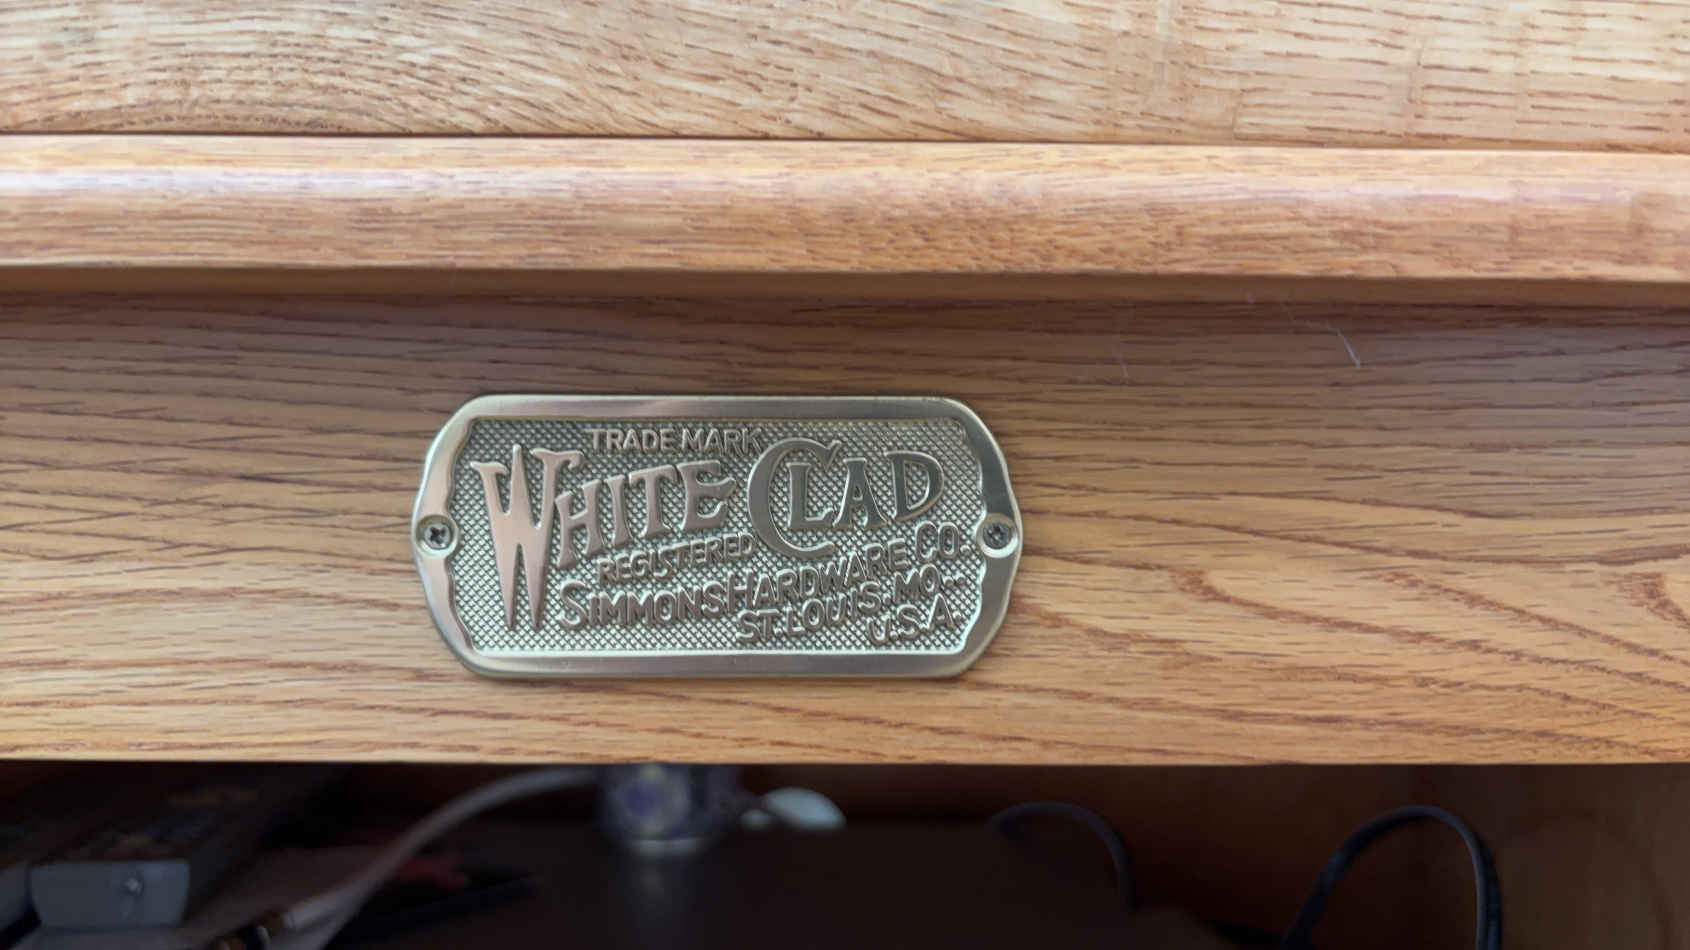 TRADE MARK
WHITE CLAD
REGISTERED
SIMMONS HARDWARE CO.
ST. LOUIS. MO.
U.S.A.